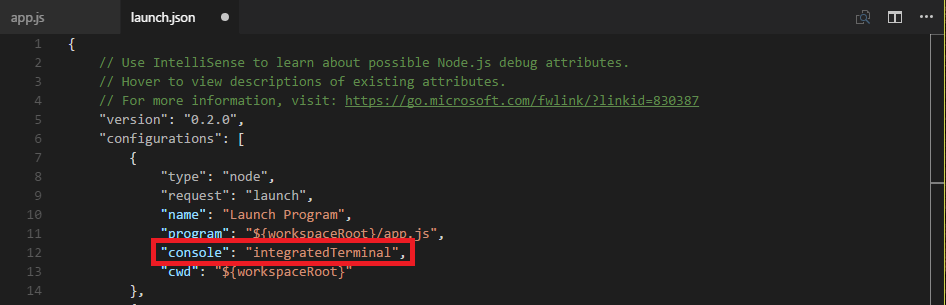 app.js launch.json
1 {
2 // Use IntelliSense to learn about possible Node.js debug attributes.
3 // Hover to view descriptions of existing attributes.
4 // For more information, visit: https://go.microsoft.com/fwlink/?linkid=830387
5 "version": "0.2.0",
6 "configurations": [
7 {
8 "type": "node",
9 "request": "launch",
10 "name": "Launch Program",
11 "program": "${workspaceRoot}/app.js",
12 "console": "integratedTerminal",
13 "cwd": "${workspaceRoot}"
14 },